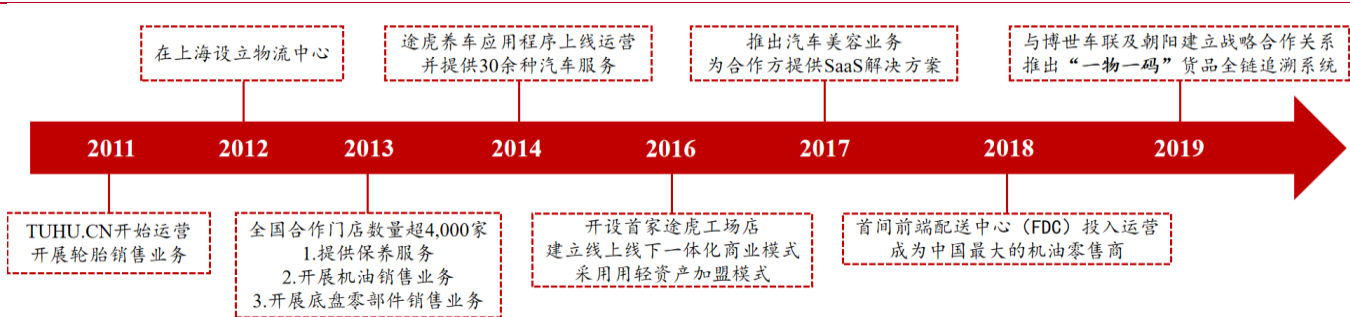 在上海设立物流中心
途虎养车应用程序上线运营
并提供30余种汽车服务
推出汽车美容业务
为合作方提供SaaS解决方案
与博世车联及朝阳建立战略合作关系
推出“一物一码”货品全链追溯系统
2011 2012 2013 2014 2016 2017 2018 2019
TUHU.CN开始运营
开展轮胎销售业务
全国合作门店数量超4,000家
1.提供保养服务
2.开展机油销售业务
3.开展底盘零部件销售业务
开设首家途虎工场店
建立线上线下一体化商业模式
采用用轻资产加盟模式
首间前端配送中心（FDC）投入运营
成为中国最大的机油零售商